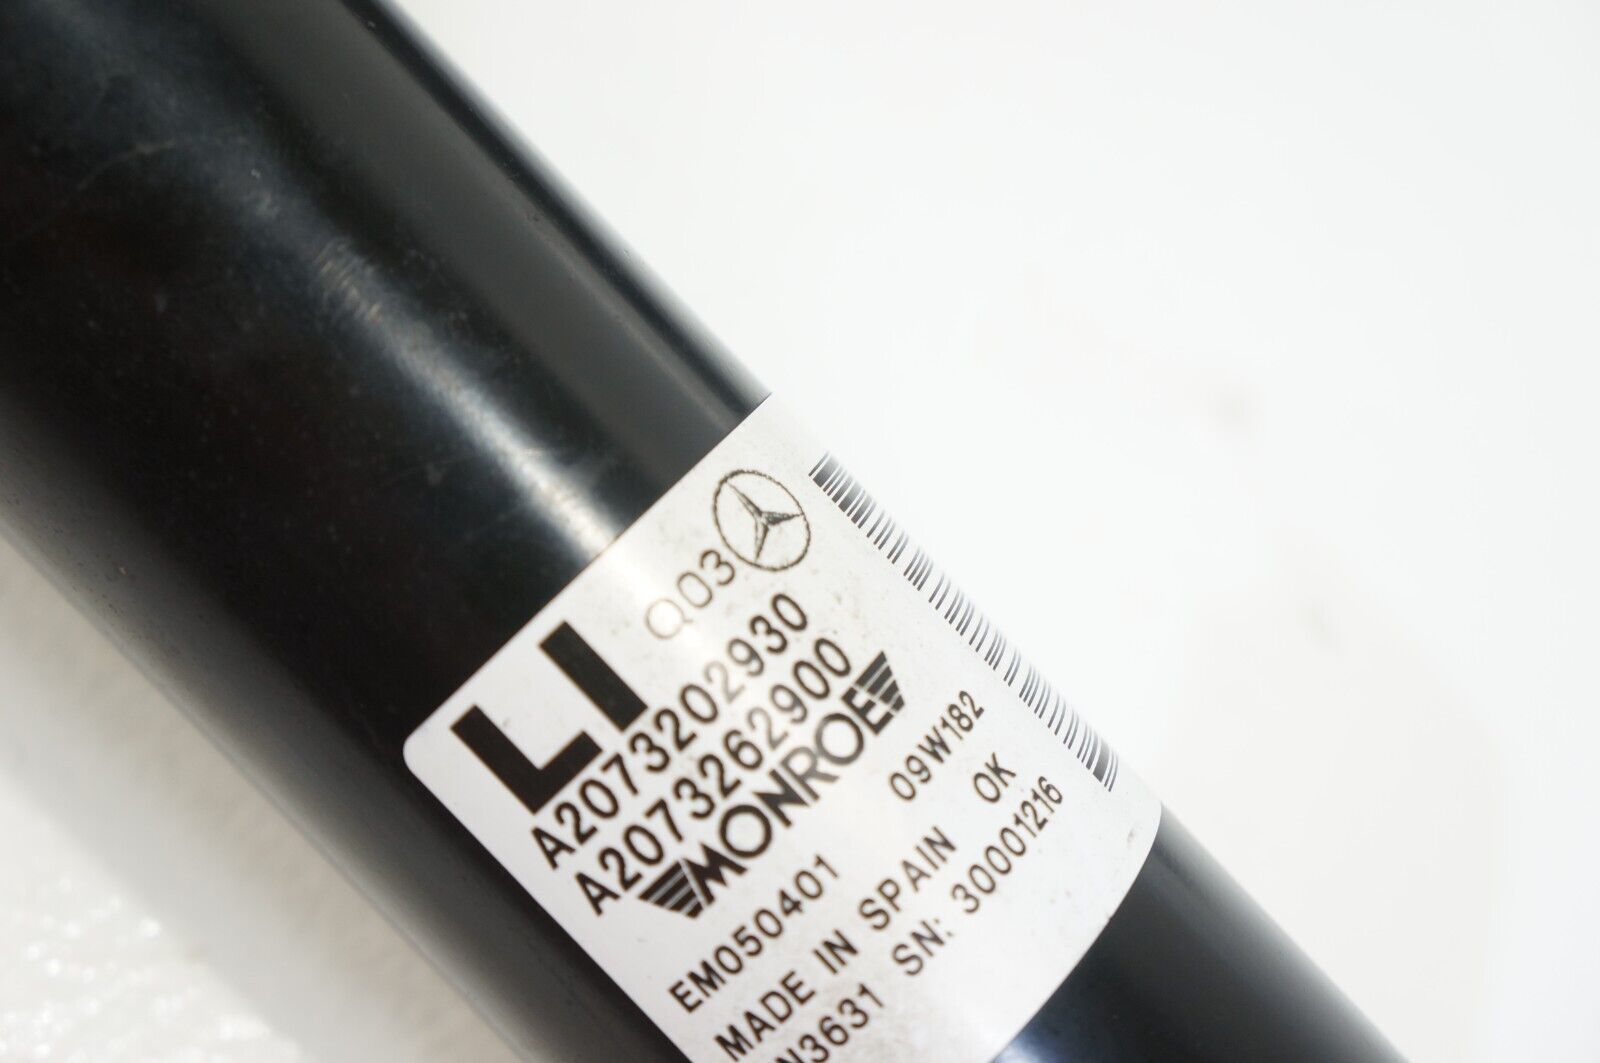 LI Q03
A2073202930
A2073262900
MONROE
EM050401 09W182
MADE IN SPAIN OK
N3631 SN: 30001216